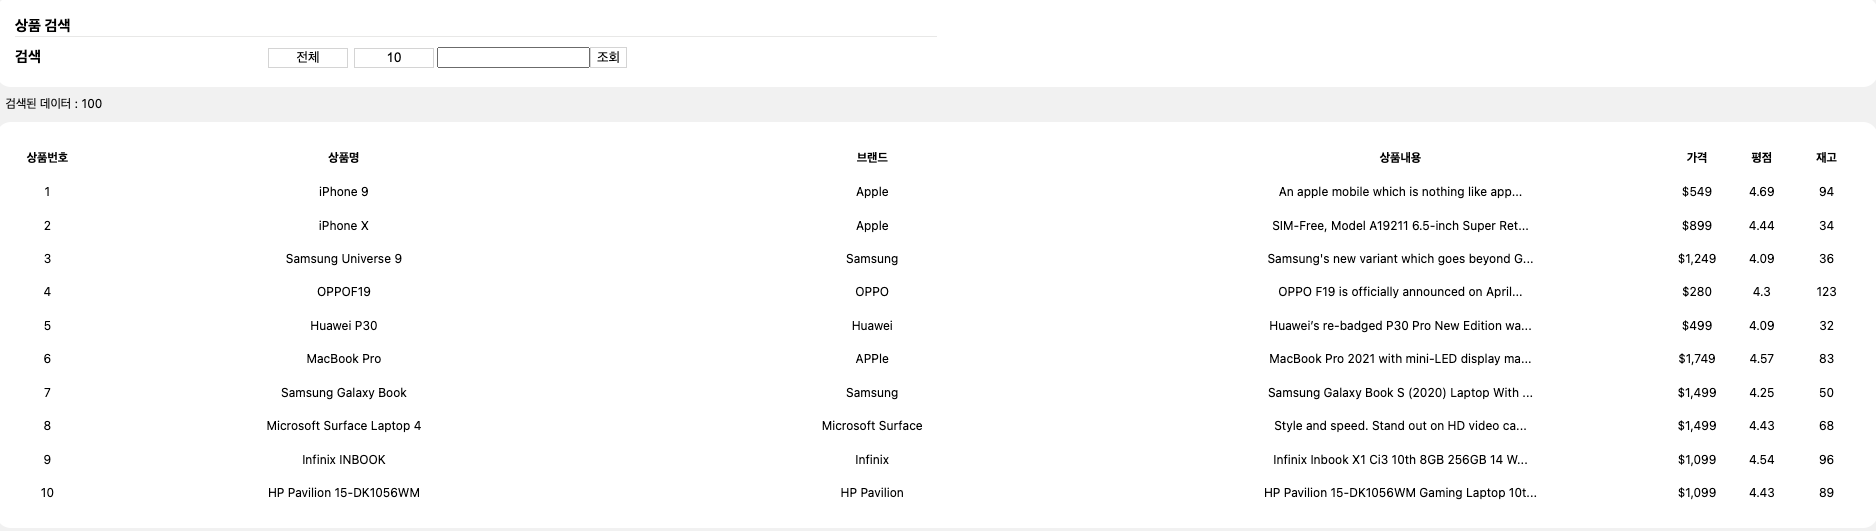 상품 검색
검색 전체 10 조회
검색된 데이터 : 100
상품번호 상품명 브랜드 상품내용 가격 평점 재고
1 iPhone 9 Apple An apple mobile which is nothing like app... $549 4.69 94
2 iPhone X Apple SIM-Free, Model A19211 6.5-inch Super Ret... $899 4.44 34
3 Samsung Universe 9 Samsung Samsung's new variant which goes beyond G... $1,249 4.09 36
4 OPPOF19 OPPO OPPO F19 is officially announced on April... $280 4.3 123
5 Huawei P30 Huawei Huawei’s re-badged P30 Pro New Edition wa... $499 4.09 32
6 MacBook Pro APPle MacBook Pro 2021 with mini-LED display ma... $1,749 4.57 83
7 Samsung Galaxy Book Samsung Samsung Galaxy Book S (2020) Laptop With ... $1,499 4.25 50
8 Microsoft Surface Laptop 4 Microsoft Surface Style and speed. Stand out on HD video ca... $1,499 4.43 68
9 Infinix INBOOK Infinix Infinix Inbook X1 Ci3 10th 8GB 256GB 14 W... $1,099 4.54 96
10 HP Pavilion 15-DK1056WM HP Pavilion HP Pavilion 15-DK1056WM Gaming Laptop 10t... $1,099 4.43 89